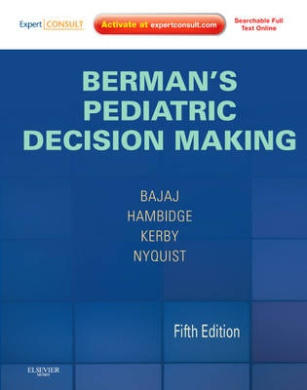 Expert CONSULT
Activate at expertconsult.com
Searchable Full
Text Online
BERMAN'S
PEDIATRIC
DECISION MAKING
BAJAJ
HAMBIDGE
KERBY
NYQUIST
Fifth Edition
ELSEVIER